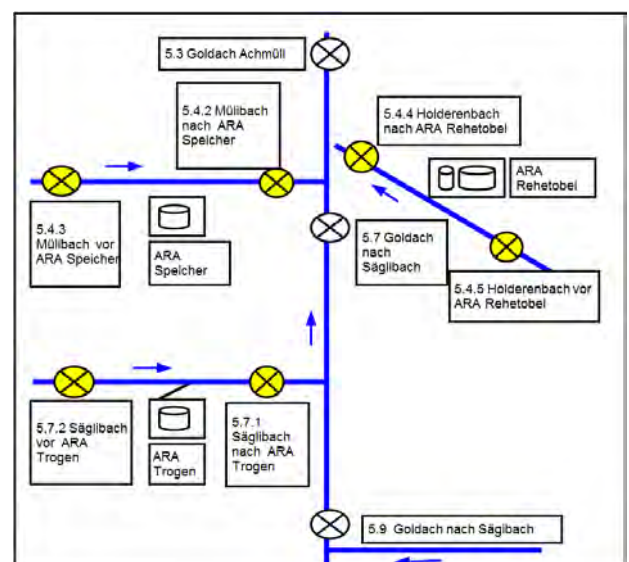 5.3 Goldach Achmüll
5.4.2 Mülibach
nach ARA
Speicher
5.4.4 Holderenbach
nach ARA Rehetobel
ARA
Rehetobel
5.4.3
Mülibach vor
ARA Speicher
ARA
Speicher
5.7 Goldach
nach
Säglibach
5.4.5 Holderenbach vor
ARA Rehetobel
5.7.2 Säglibach
vor ARA
Trogen
ARA
Trogen
5.7.1
Säglibach
nach ARA
Trogen
5.9 Goldach nach Säglbach